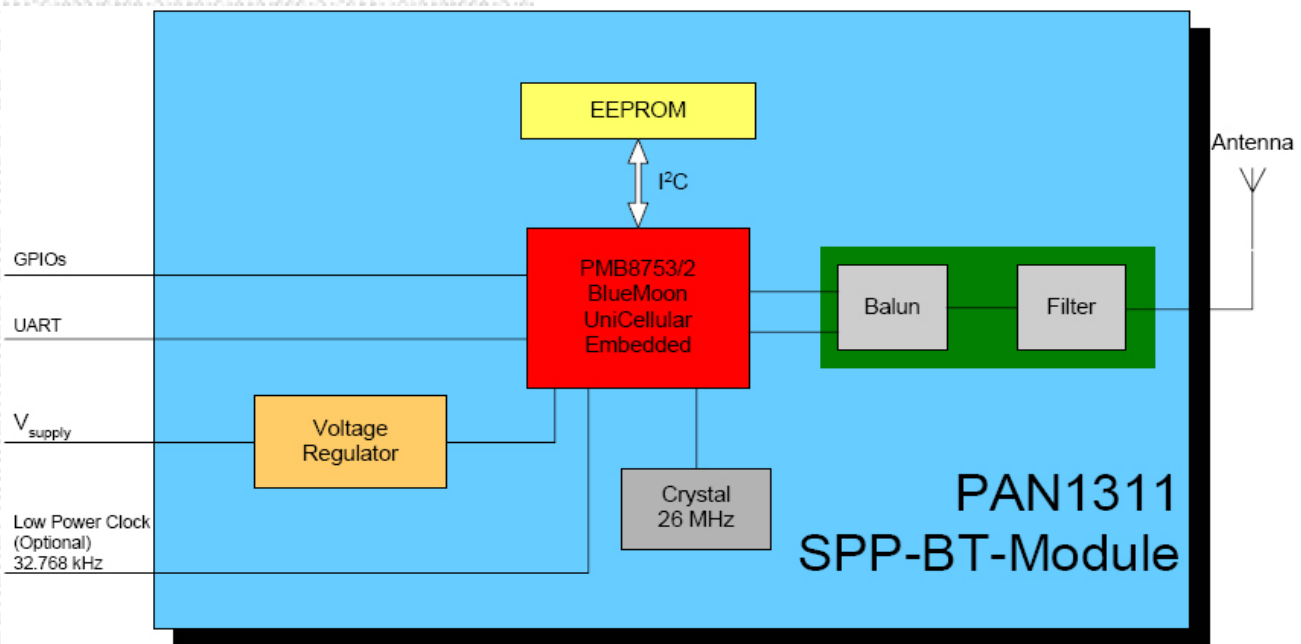 EEPROM
Antenna
I²C
GPIOs
PMB8753/2
BlueMoon
UniCellular
Embedded
Balun
Filter
UART
Vsupply
Voltage
Regulator
Crystal
26 MHz
PAN1311
SPP-BT-Module
Low Power Clock
(Optional)
32.768 kHz